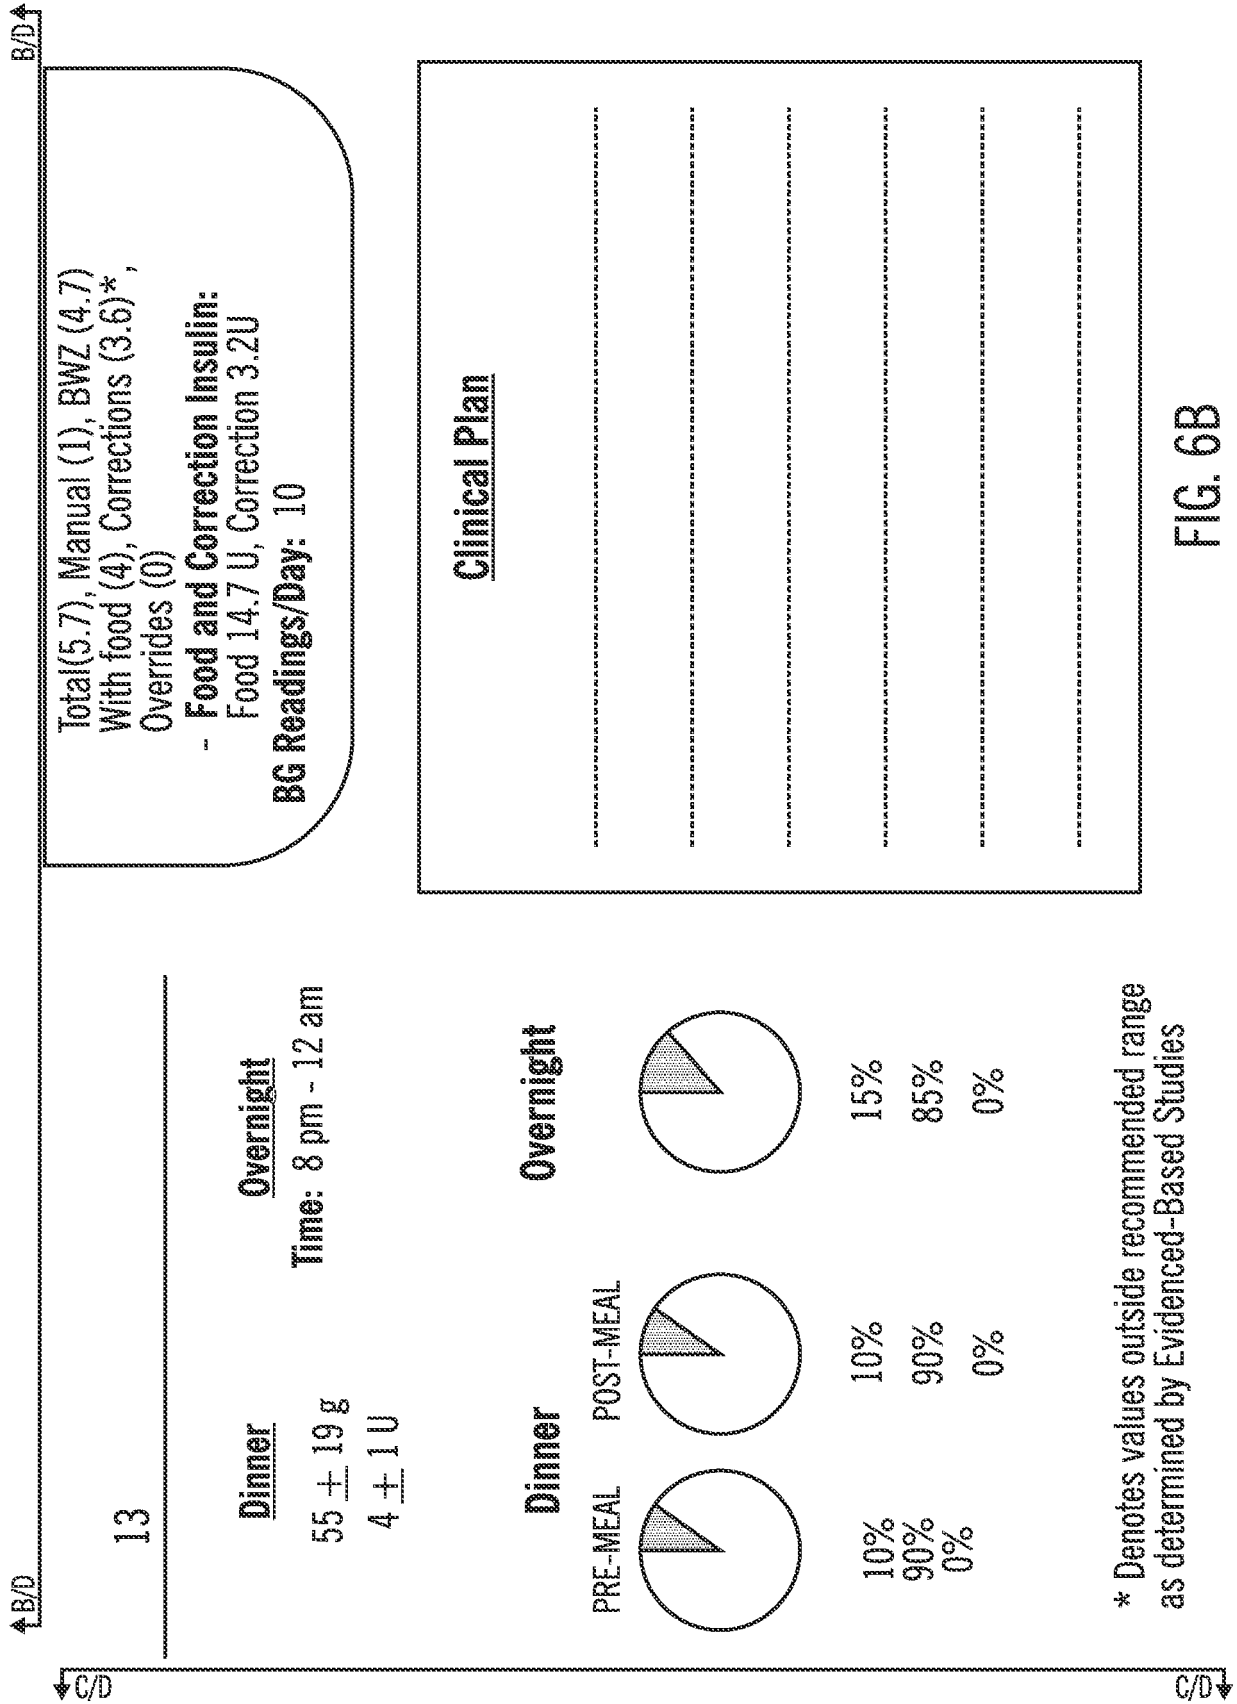 B/D
B/D
Total(5.7), Manual (1), BWZ (4.7)
With food (4), Corrections (3.6)*,
Overrides (0)
- Food and Correction Insulin:
Food 14.7 U, Correction 3.2U
BG Readings/Day: 10
13
Dinner
55 ± 19 g
4 ± 1 U
Overnight
Time: 8 pm - 12 am
Dinner
Overnight
PRE-MEAL
POST-MEAL
10%
90%
0%
10%
90%
0%
15%
85%
0%
Clinical Plan
* Denotes values outside recommended range
as determined by Evidenced-Based Studies
C/D
C/D
FIG. 6B